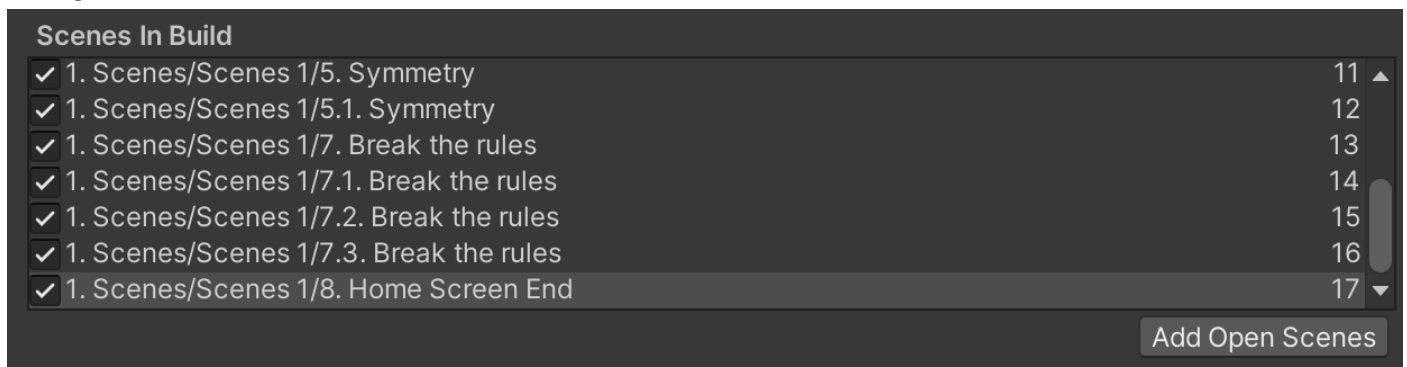 Scenes In Build
1. Scenes/Scenes 1/5. Symmetry 11
1. Scenes/Scenes 1/5.1. Symmetry 12
1. Scenes/Scenes 1/7. Break the rules 13
1. Scenes/Scenes 1/7.1. Break the rules 14
1. Scenes/Scenes 1/7.2. Break the rules 15
1. Scenes/Scenes 1/7.3. Break the rules 16
1. Scenes/Scenes 1/8. Home Screen End 17
Add Open Scenes